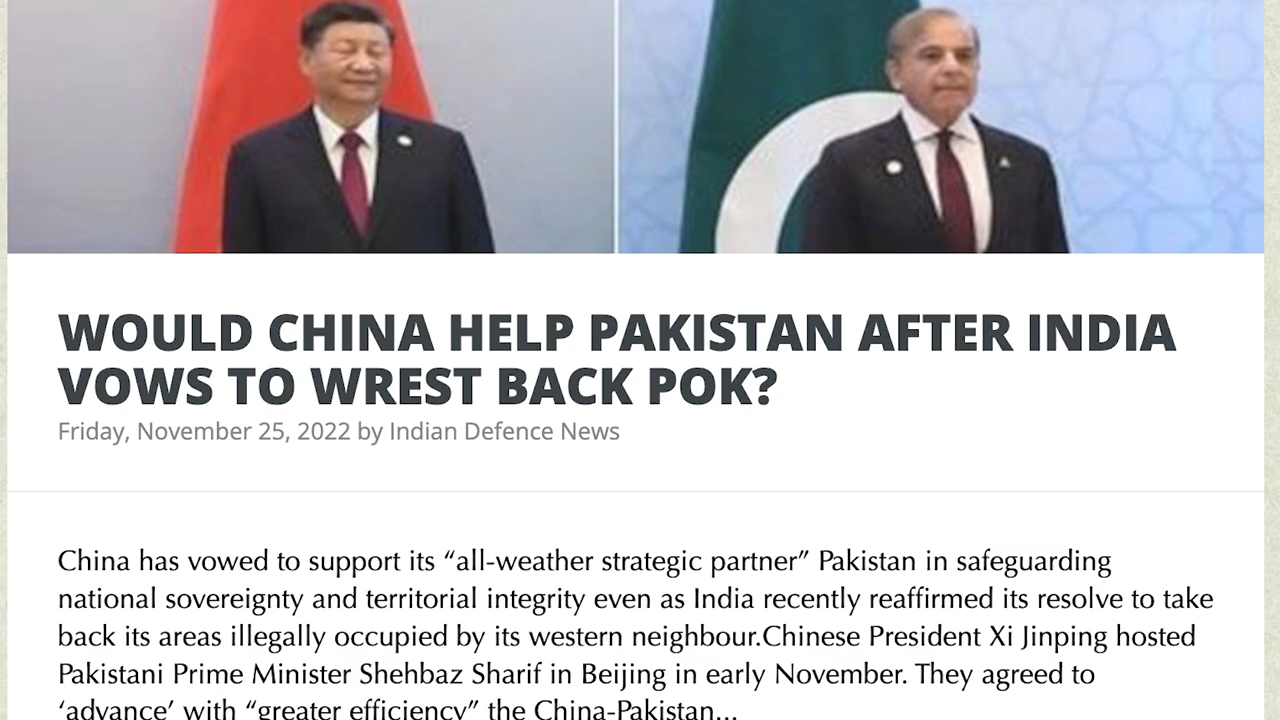 WOULD CHINA HELP PAKISTAN AFTER INDIA
VOWS TO WREST BACK POK?
Friday, November 25, 2022 by Indian Defence News
China has vowed to support its “all-weather strategic partner” Pakistan in safeguarding
national sovereignty and territorial integrity even as India recently reaffirmed its resolve to take
back its areas illegally occupied by its western neighbour.Chinese President Xi Jinping hosted
Pakistani Prime Minister Shehbaz Sharif in Beijing in early November. They agreed to
‘advance’ with “greater efficiency” the China-Pakistan...